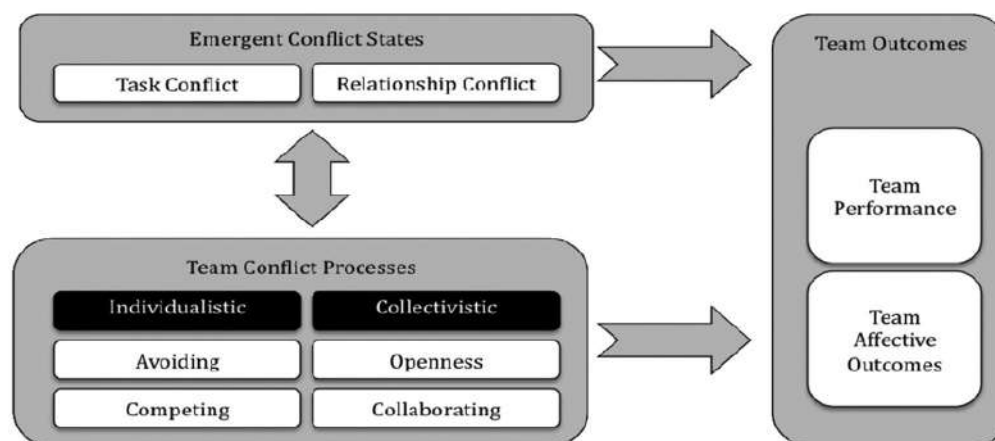 Emergent Conflict States
Task Conflict
Relationship Conflict
Team Conflict Processes
Individualistic
Collectivistic
Avoiding
Openness
Competing
Collaborating
Team Outcomes
Team
Performance
Team
Affective
Outcomes